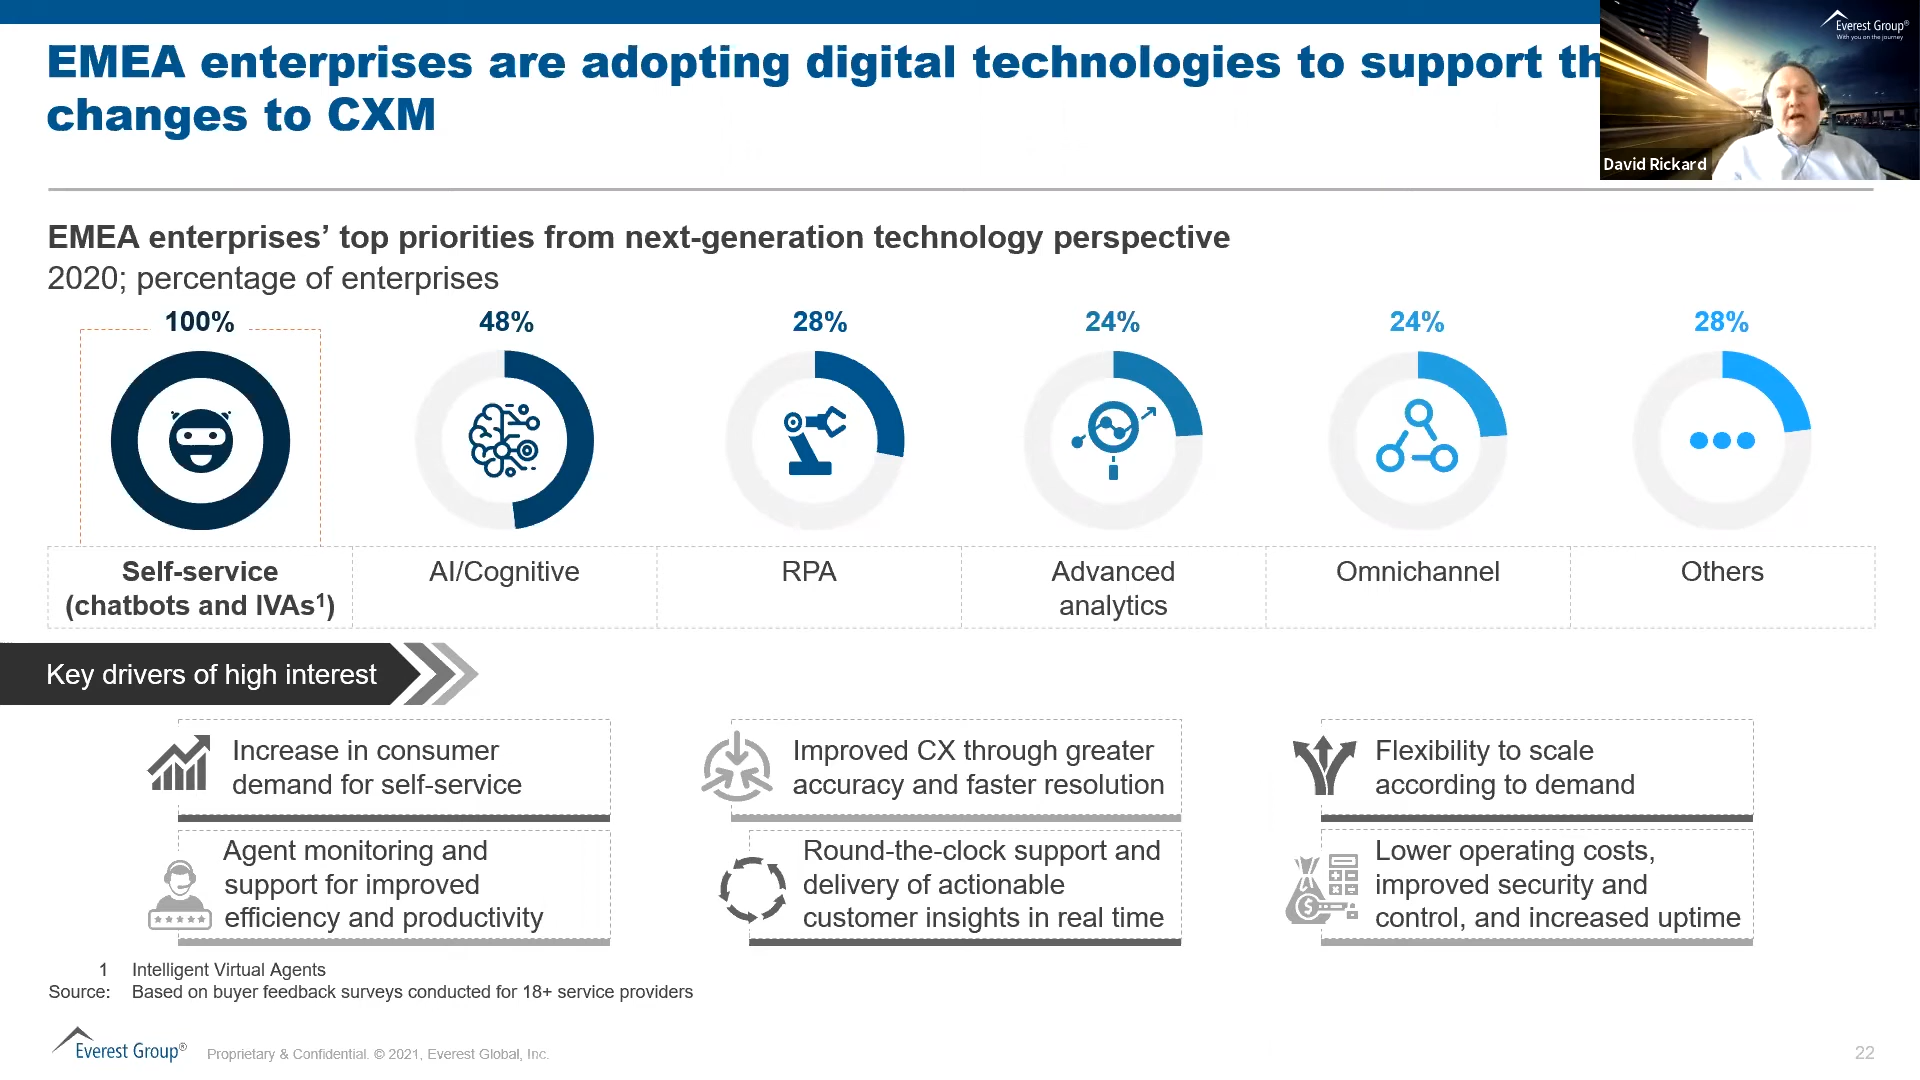 EMEA enterprises are adopting digital technologies to support th
changes to CXM
Everest Group®
With you on the journey
David Rickard
EMEA enterprises’ top priorities from next-generation technology perspective
2020; percentage of enterprises
100%
48%
28%
24%
24%
28%
Self-service
(chatbots and IVAs¹)
AI/Cognitive
RPA
Advanced
analytics
Omnichannel
Others
Key drivers of high interest
Increase in consumer
demand for self-service
Improved CX through greater
accuracy and faster resolution
Flexibility to scale
according to demand
Agent monitoring and
support for improved
efficiency and productivity
Round-the-clock support and
delivery of actionable
customer insights in real time
Lower operating costs,
improved security and
control, and increased uptime
1 Intelligent Virtual Agents
Source: Based on buyer feedback surveys conducted for 18+ service providers
Everest Group® Proprietary & Confidential. © 2021, Everest Global, Inc.
22